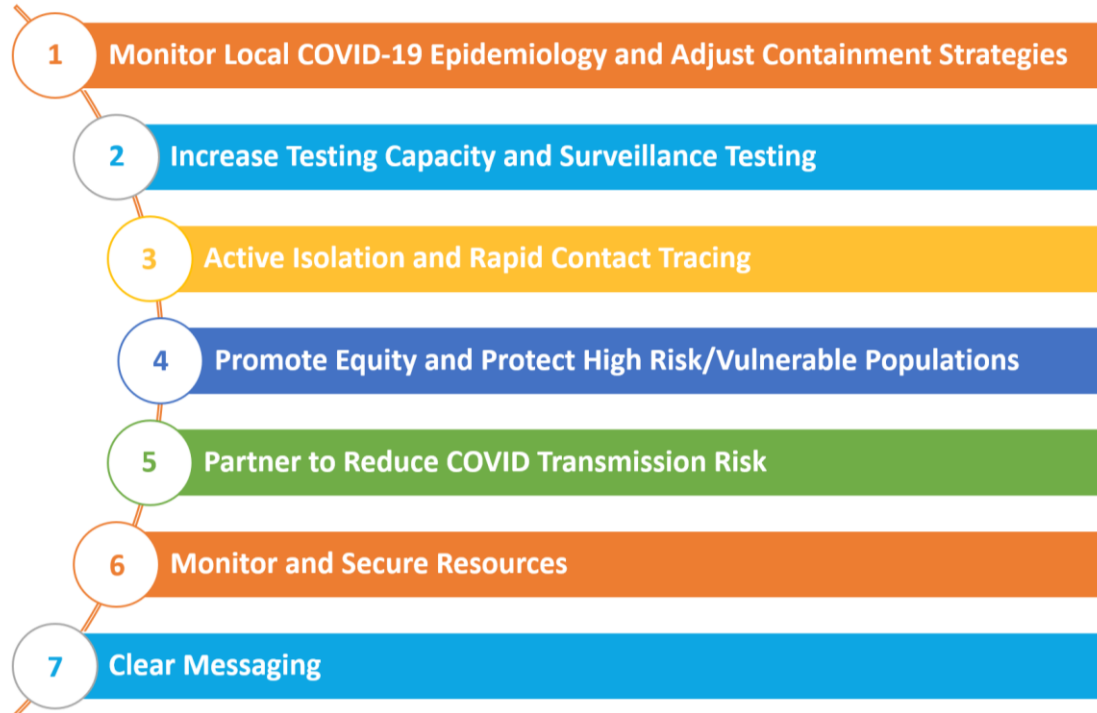 1 Monitor Local COVID-19 Epidemiology and Adjust Containment Strategies
2 Increase Testing Capacity and Surveillance Testing
3 Active Isolation and Rapid Contact Tracing
4 Promote Equity and Protect High Risk/Vulnerable Populations
5 Partner to Reduce COVID Transmission Risk
6 Monitor and Secure Resources
7 Clear Messaging